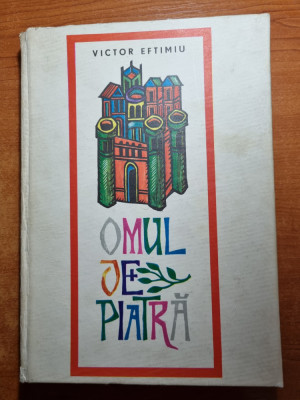 VICTOR EFTIMIU
OMUL
DE
PIATRĂ